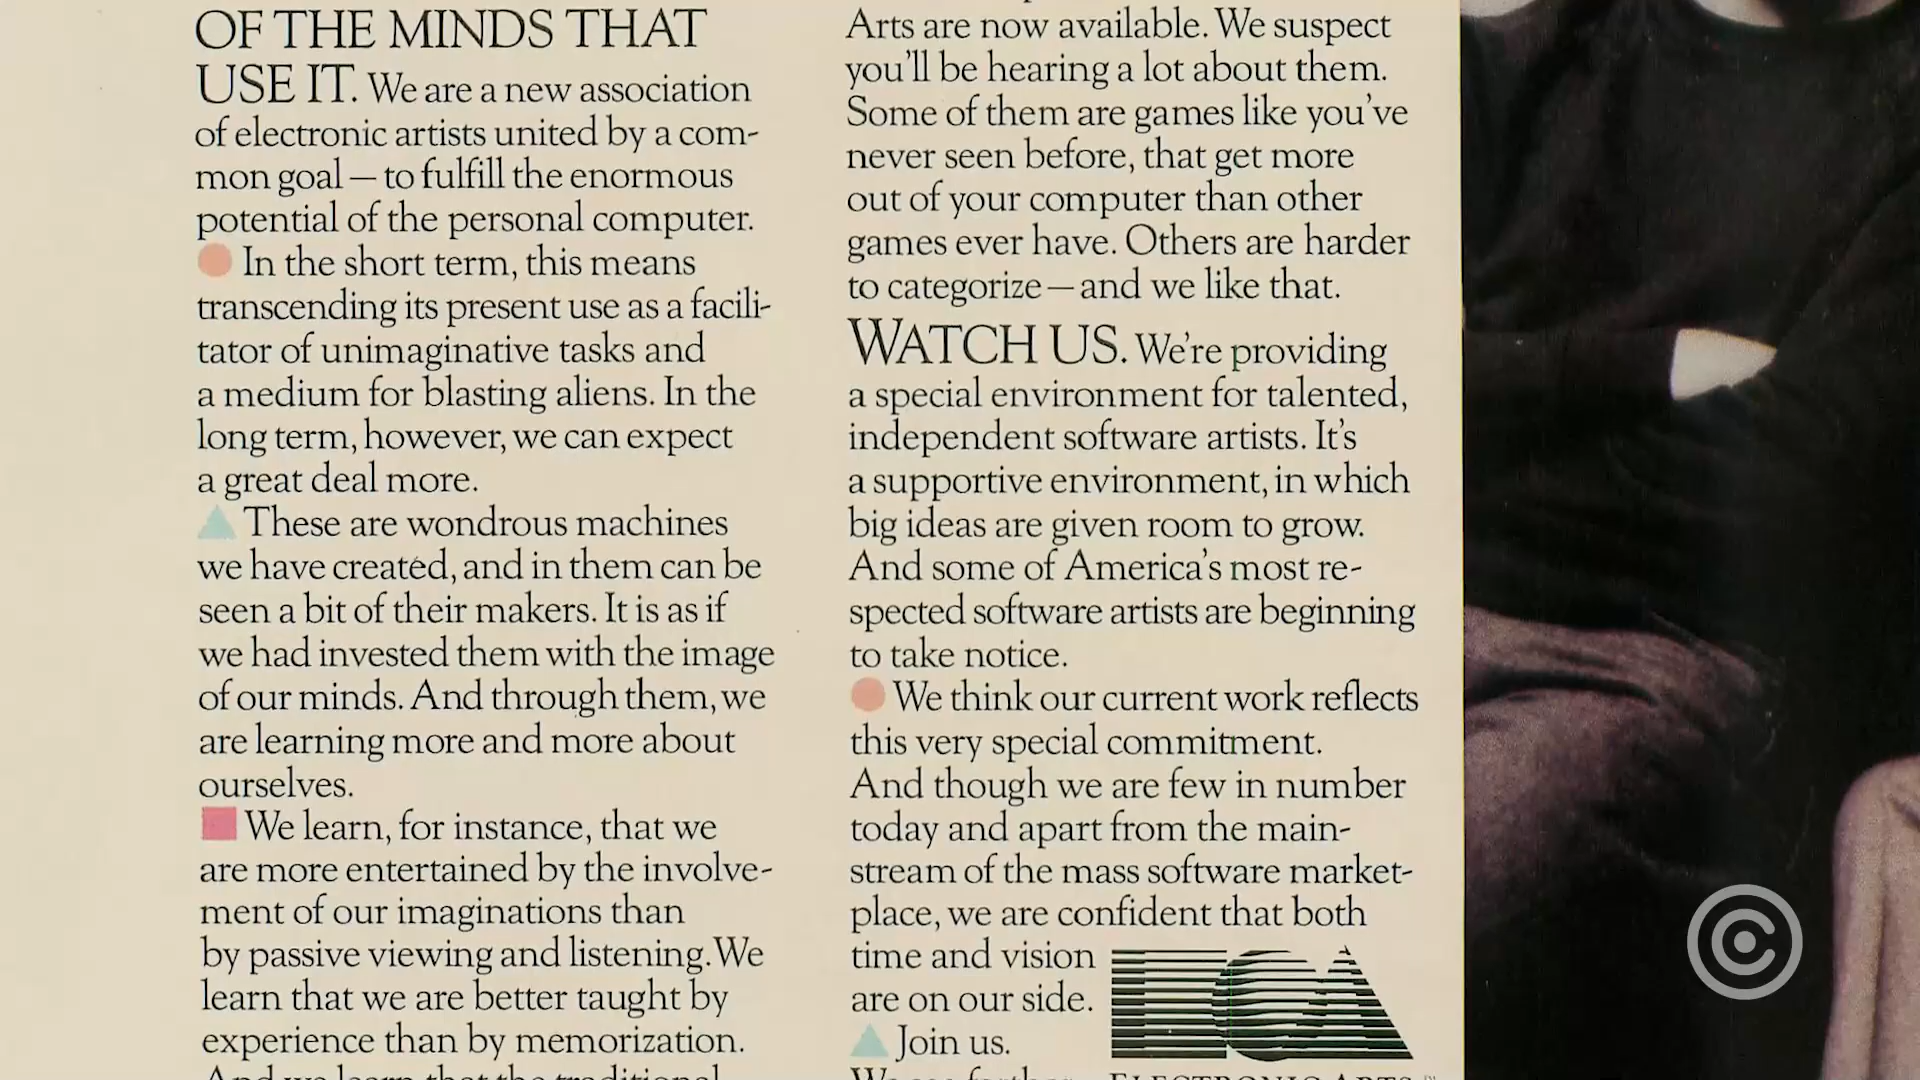 OF THE MINDS THAT
USE IT. We are a new association
of electronic artists united by a com-
mon goal — to fulfill the enormous
potential of the personal computer.
In the short term, this means
transcending its present use as a facili-
tator of unimaginative tasks and
a medium for blasting aliens. In the
long term, however, we can expect
a great deal more.
These are wondrous machines
we have created, and in them can be
seen a bit of their makers. It is as if
we had invested them with the image
of our minds. And through them, we
are learning more and more about
ourselves.
We learn, for instance, that we
are more entertained by the involve-
ment of our imaginations than
by passive viewing and listening. We
learn that we are better taught by
experience than by memorization.
And we learn that the traditional
Arts are now available. We suspect
you'll be hearing a lot about them.
Some of them are games like you've
never seen before, that get more
out of your computer than other
games ever have. Others are harder
to categorize — and we like that.
WATCH US. We're providing
a special environment for talented,
independent software artists. It's
a supportive environment, in which
big ideas are given room to grow.
And some of America's most re-
spected software artists are beginning
to take notice.
We think our current work reflects
this very special commitment.
And though we are few in number
today and apart from the main-
stream of the mass software market-
place, we are confident that both
time and vision
are on our side.
Join us.
We see farther.
ELECTRONIC ARTS™